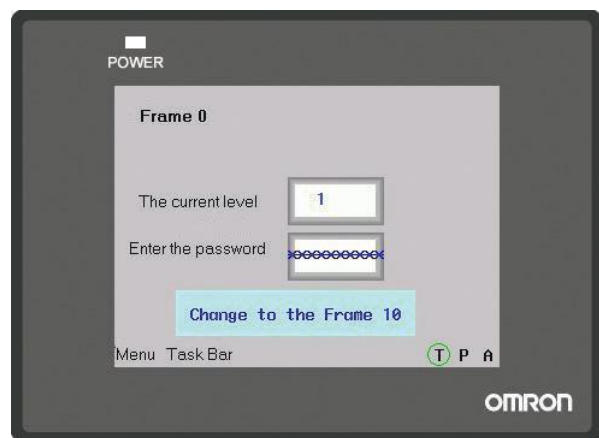 POWER
Frame 0
The current level 1
Enter the password xxxxxxxxxx
Change to the Frame 10
Menu Task Bar T P A
OMRON